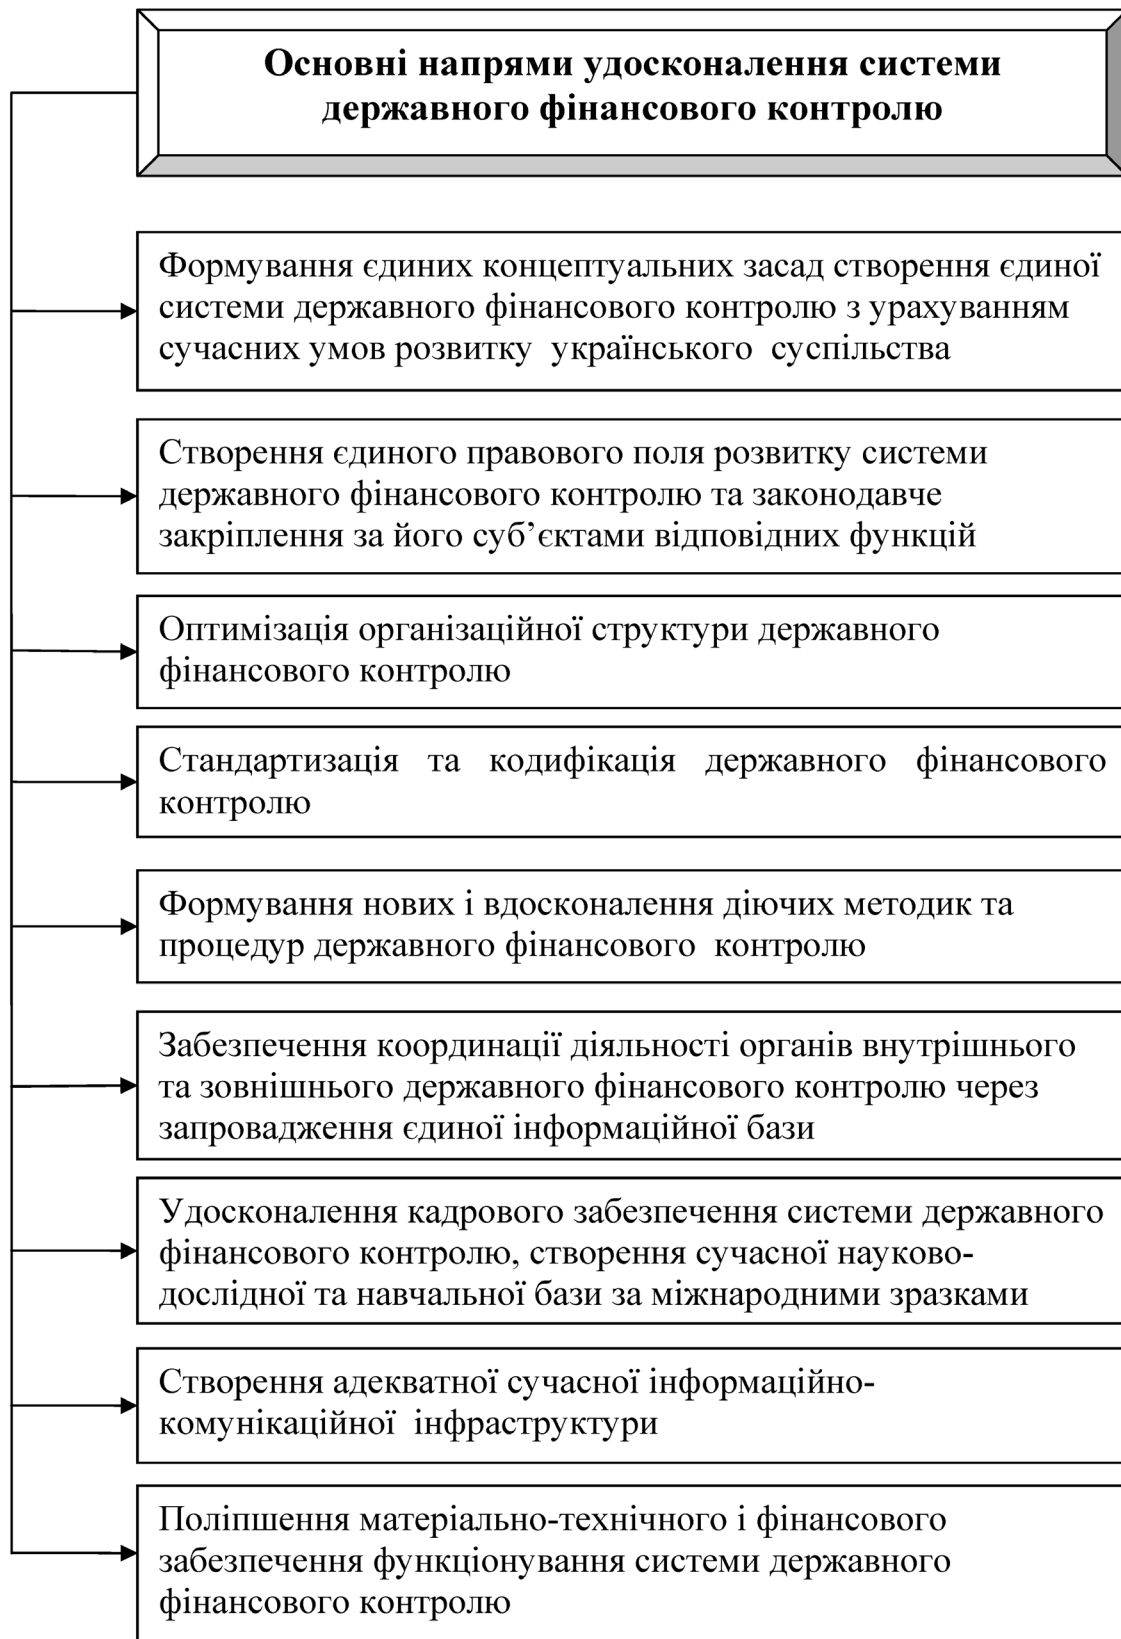 Основні напрями удосконалення системи
державного фінансового контролю
Формування єдиних концептуальних засад створення єдиної
системи державного фінансового контролю з урахуванням
сучасних умов розвитку українського суспільства
Створення єдиного правового поля розвитку системи
державного фінансового контролю та законодавче
закріплення за його суб’єктами відповідних функцій
Оптимізація організаційної структури державного
фінансового контролю
Стандартизація та кодифікація державного фінансового
контролю
Формування нових і вдосконалення діючих методик та
процедур державного фінансового контролю
Забезпечення координації діяльності органів внутрішнього
та зовнішнього державного фінансового контролю через
запровадження єдиної інформаційної бази
Удосконалення кадрового забезпечення системи державного
фінансового контролю, створення сучасної науково-
дослідної та навчальної бази за міжнародними зразками
Створення адекватної сучасної інформаційно-
комунікаційної інфраструктури
Поліпшення матеріально-технічного і фінансового
забезпечення функціонування системи державного
фінансового контролю